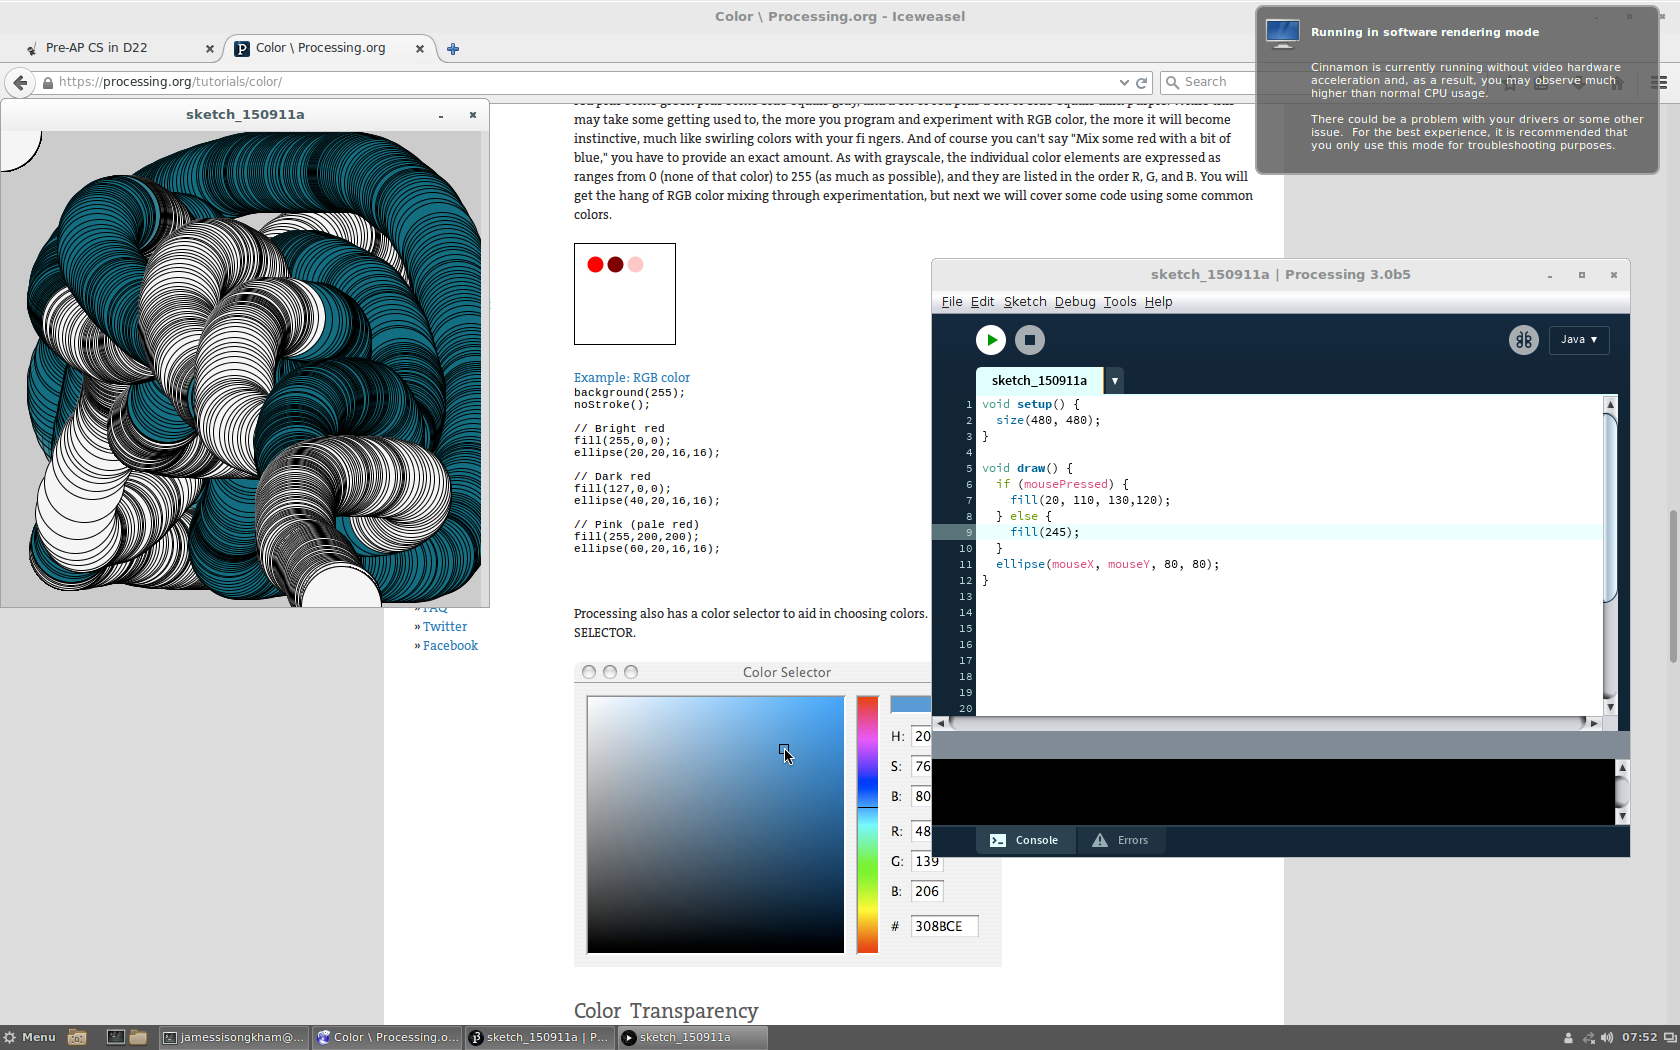 Color \ Processing.org - Iceweasel
Pre-AP CS in D22
Color \ Processing.org
https://processing.org/tutorials/color/
Search
Running in software rendering mode
Cinnamon is currently running without video hardware
acceleration and, as a result, you may observe much
higher than normal CPU usage.
There could be a problem with your drivers or some other
issue.  For the best experience, it is recommended that
you only use this mode for troubleshooting purposes.
sketch_150911a
may take some getting used to, the more you program and experiment with RGB color, the more it will become
instinctive, much like swirling colors with your fi ngers. And of course you can't say "Mix some red with a bit of
blue," you have to provide an exact amount. As with grayscale, the individual color elements are expressed as
ranges from 0 (none of that color) to 255 (as much as possible), and they are listed in the order R, G, and B. You will
get the hang of RGB color mixing through experimentation, but next we will cover some code using some common
colors.
Example: RGB color
background(255);
noStroke();
// Bright red
fill(255,0,0);
ellipse(20,20,16,16);
// Dark red
fill(127,0,0);
ellipse(40,20,16,16);
// Pink (pale red)
fill(255,200,200);
ellipse(60,20,16,16);
» FAQ
» Twitter
» Facebook
Processing also has a color selector to aid in choosing colors.
SELECTOR.
Color Selector
H: 20
S: 76
B: 80
R: 48
G: 139
B: 206
# 308BCE
Color Transparency
sketch_150911a | Processing 3.0b5
File Edit Sketch Debug Tools Help
Java ▾
sketch_150911a ▾
1 void setup() {
2   size(480, 480);
3 }
4
5 void draw() {
6   if (mousePressed) {
7     fill(20, 110, 130,120);
8   } else {
9     fill(245);
10   }
11   ellipse(mouseX, mouseY, 80, 80);
12 }
13
14
15
16
17
18
19
20
Console
Errors
Menu
jamessisongkham@...
Color \ Processing.o...
sketch_150911a | P...
sketch_150911a
07:52